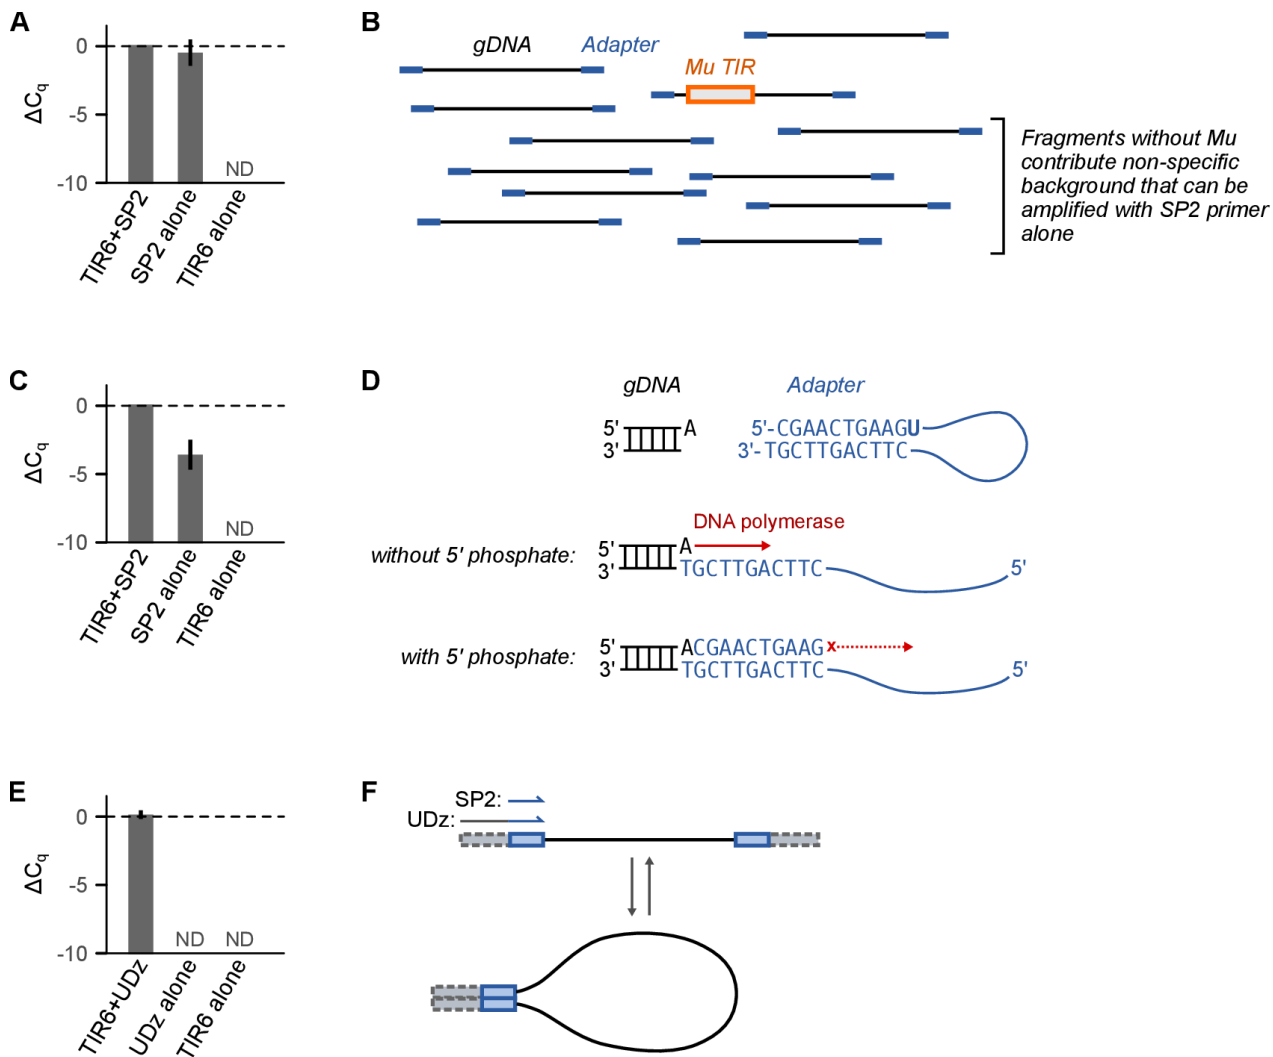 A
0
-5
-10
ΔCq
ND
TIR6+SP2
SP2 alone
TIR6 alone
B
gDNA
Adapter
Mu TIR
Fragments without Mu
contribute non-specific
background that can be
amplified with SP2 primer
alone
C
0
-5
-10
ΔCq
ND
TIR6+SP2
SP2 alone
TIR6 alone
D
gDNA
Adapter
5' A
3'
5'-CGAACTGAAGU
3'-TGCTTGACTTC
DNA polymerase
without 5' phosphate:
5' A
3' TGCTTGACTTC 5'
with 5' phosphate:
5' ACGAACTGAAG x
3' TGCTTGACTTC 5'
E
0
-5
-10
ΔCq
ND
ND
TIR6+UDz
UDz alone
TIR6 alone
F
SP2:
UDz: